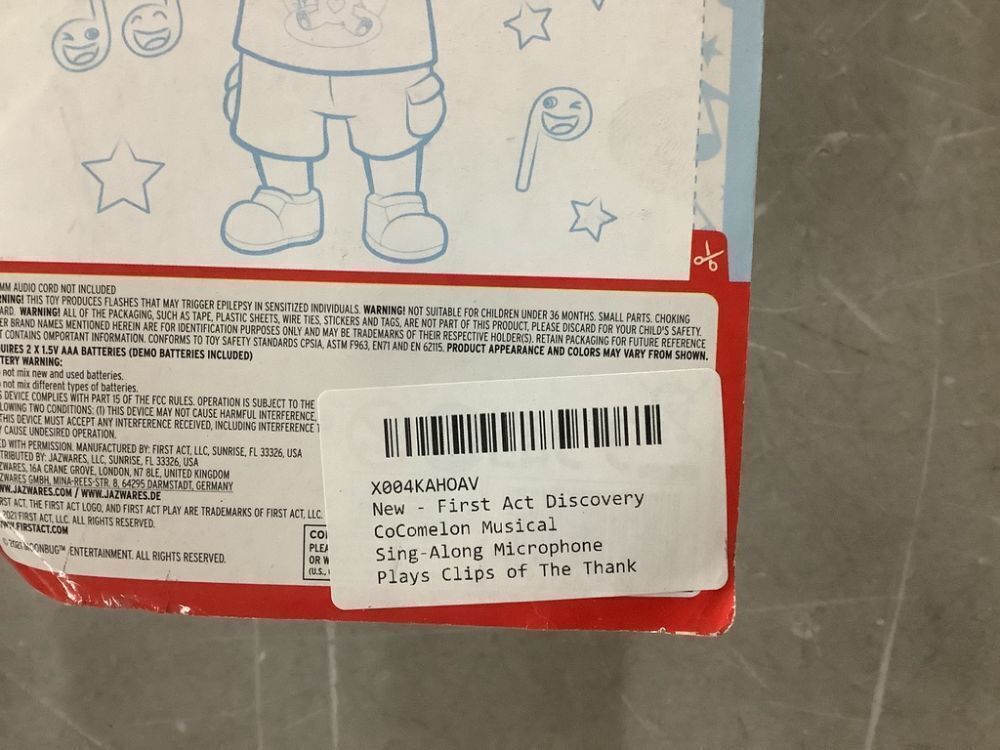 MM AUDIO CORD NOT INCLUDED
RNING! THIS TOY PRODUCES FLASHES THAT MAY TRIGGER EPILEPSY IN SENSITIZED INDIVIDUALS. WARNING! NOT SUITABLE FOR CHILDREN UNDER 36 MONTHS. SMALL PARTS. CHOKING
ARD. WARNING! ALL OF THE PACKAGING, SUCH AS TAPE, PLASTIC SHEETS, WIRE TIES, STICKERS AND TAGS, ARE NOT PART OF THIS PRODUCT, PLEASE DISCARD FOR YOUR CHILD'S SAFETY.
ER BRAND NAMES MENTIONED HEREIN ARE FOR IDENTIFICATION PURPOSES ONLY AND MAY BE TRADEMARKS OF THEIR RESPECTIVE HOLDER(S). RETAIN PACKAGING FOR FUTURE REFERENCE
T CONTAINS OMPORTANT INFORMATION. CONFORMS TO TOY SAFETY STANDARDS CPSIA, ASTM F963, EN71 AND EN 62115. PRODUCT APPEARANCE AND COLORS MAY VARY FROM SHOWN.
UIRES 2 X 1.5V AAA BATTERIES (DEMO BATTERIES INCLUDED)
TERY WARNING:
not mix new and used batteries.
not mix different types of batteries.
S DEVICE COMPLIES WITH PART 15 OF THE FCC RULES. OPERATION IS SUBJECT TO THE
LOWING TWO CONDITIONS: (1) THIS DEVICE MAY NOT CAUSE HARMFUL INTERFERENCE,
THIS DEVICE MUST ACCEPT ANY INTERFERENCE RECEIVED, INCLUDING INTERFERENCE T
Y CAUSE UNDESIRED OPERATION.
ED WITH PERMISSION. MANUFACTURED BY: FIRST ACT, LLC, SUNRISE, FL 33326, USA
TRIBUTED BY: JAZWARES, LLC, SUNRISE, FL 33326, USA
ZWARES, 16A CRANE GROVE, LONDON, N7 8LE, UNITED KINGDOM
ZWARES GMBH, MINA-REES-STR. 8, 64295 DARMSTADT, GERMANY
WW.JAZWARES.COM / WWW.JAZWARES.DE
RST ACT, THE FIRST ACT LOGO, AND FIRST ACT PLAY ARE TRADEMARKS OF FIRST ACT, LLC.
2021 FIRST ACT, LLC. ALL RIGHTS RESERVED.
WW.FIRSTACT.COM
MOONBUG™ ENTERTAINMENT. ALL RIGHTS RESERVED.
COI
PLEA
OR W
(U.S.,
X004KAHOAV
New - First Act Discovery
CoComelon Musical
Sing-Along Microphone
Plays Clips of The Thank